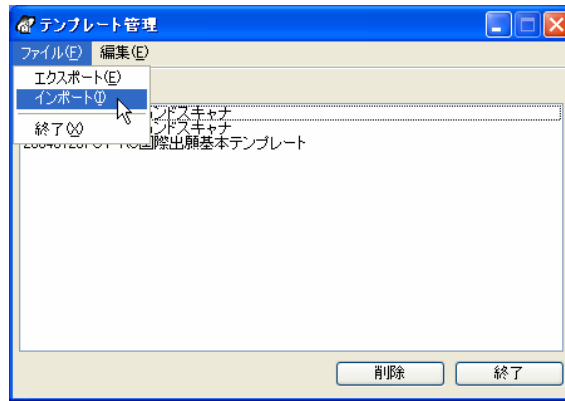 テンプレート管理
ファイル(F) 編集(E)
エクスポート(E)
インポート(I)
終了(X)
ンドスキャナ
ンドスキャナ
国際出願基本テンプレート
削除 終了